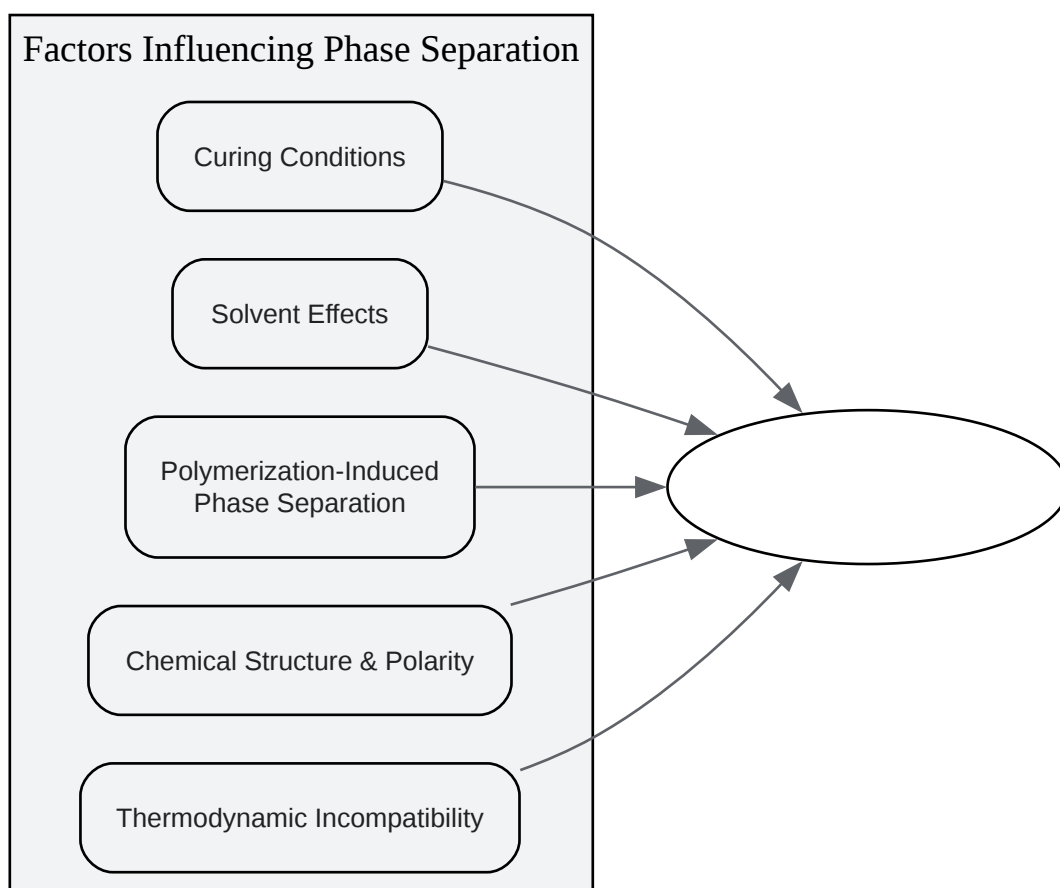 Factors Influencing Phase Separation
Curing Conditions
Solvent Effects
Polymerization-Induced
Phase Separation
Chemical Structure & Polarity
Thermodynamic Incompatibility